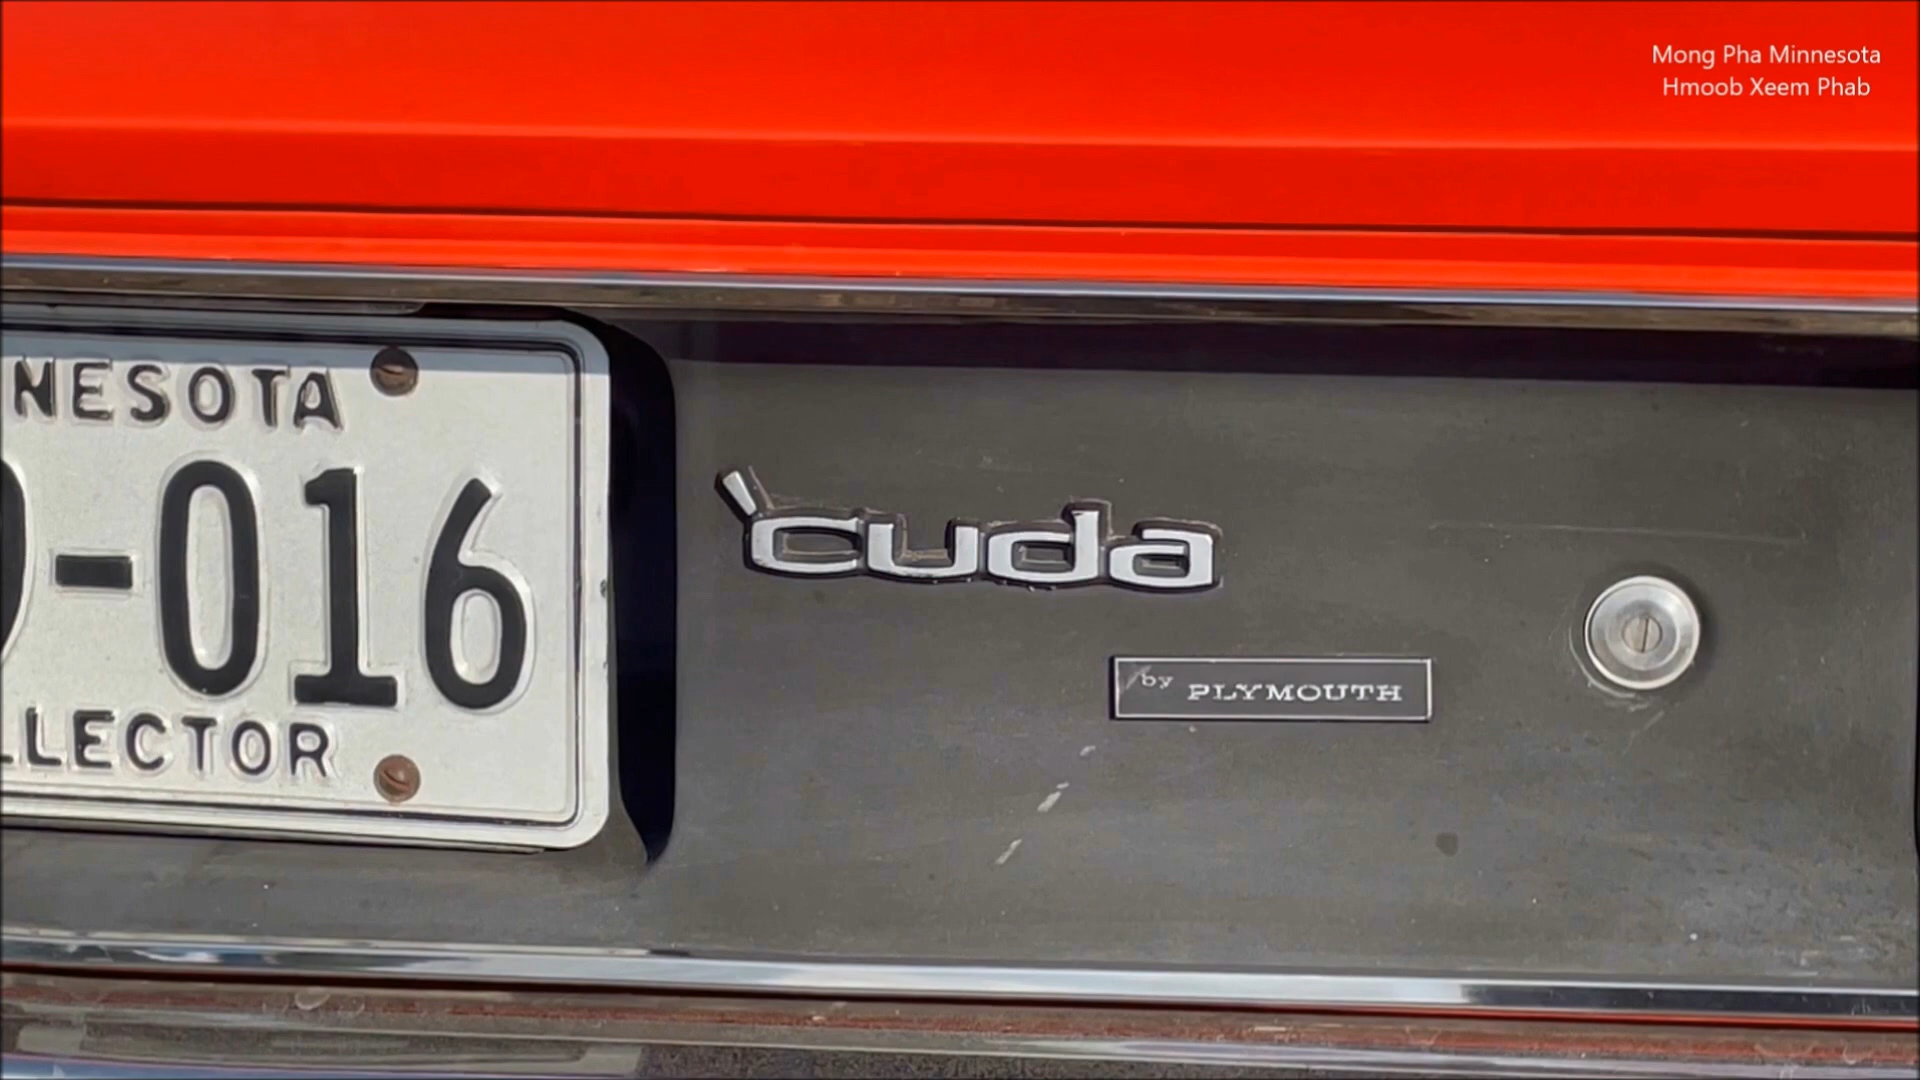 Mong Pha Minnesota
Hmoob Xeem Phab
NESOTA
-016
LLECTOR
'cuda
by PLYMOUTH